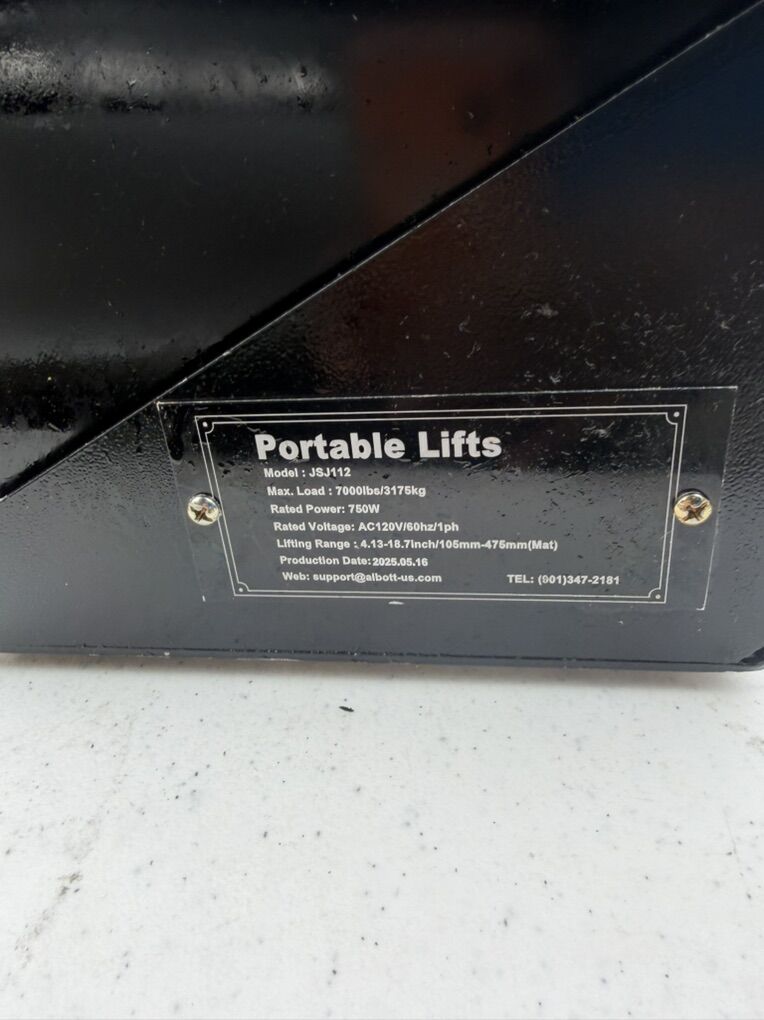 Portable Lifts
Model : JSJ112
Max. Load : 7000lbs/3175kg
Rated Power: 750W
Rated Voltage: AC120V/60hz/1ph
Lifting Range : 4.13-18.7inch/105mm-475mm(Mat)
Production Date: 2025.05.16
Web: support@albott-us.com TEL: (901)347-2181